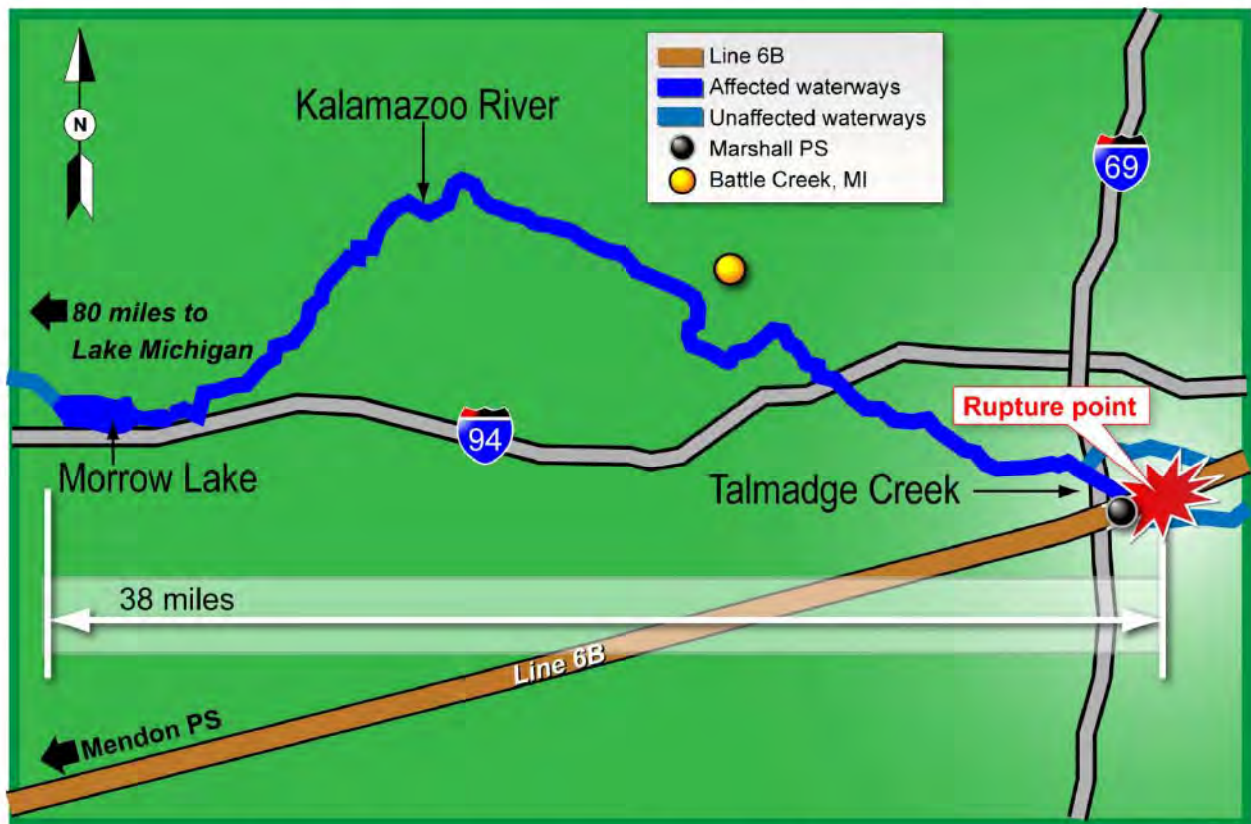 N
Kalamazoo River
Line 6B
Affected waterways
Unaffected waterways
Marshall PS
Battle Creek, MI
69
80 miles to
Lake Michigan
94
Rupture point
Morrow Lake
Talmadge Creek
38 miles
Line 6B
Mendon PS